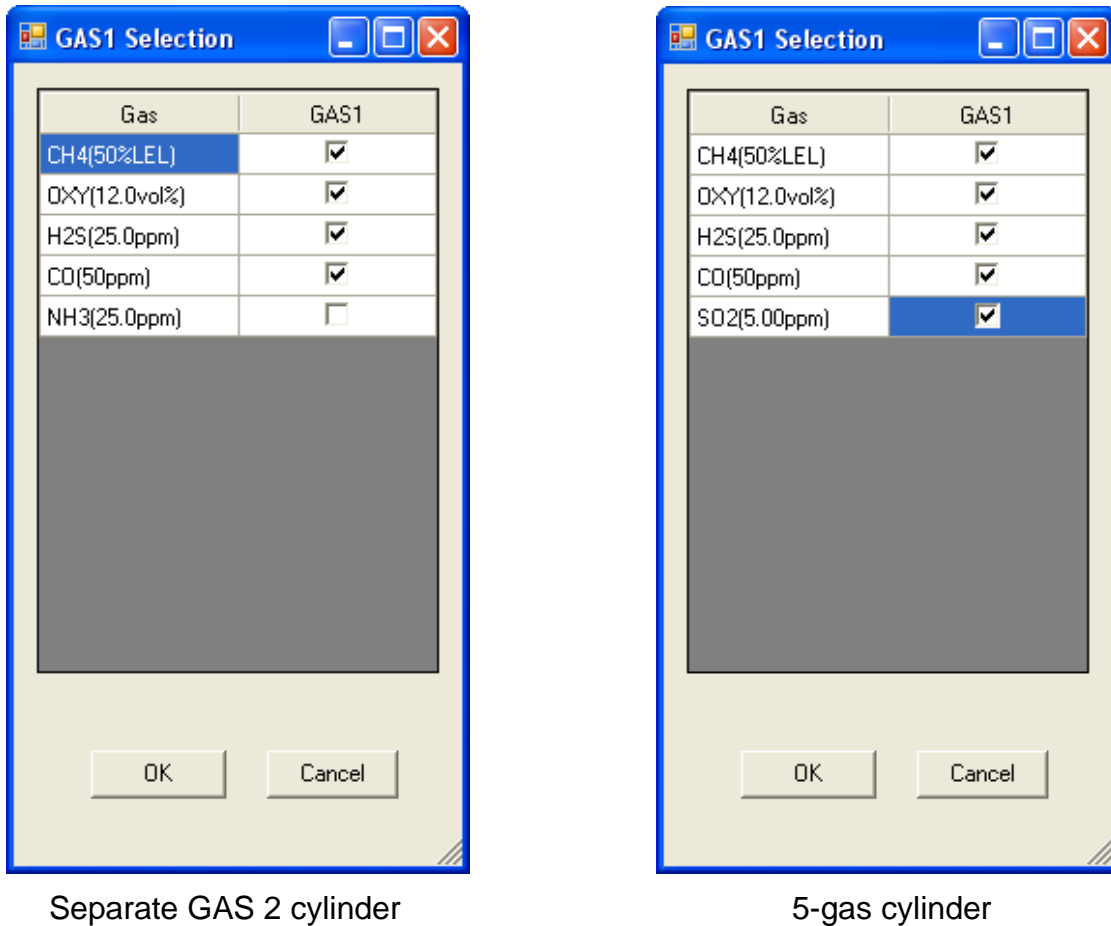 GAS1 Selection
Gas GAS1
CH4(50%LEL)
OXY(12.0vol%)
H2S(25.0ppm)
CO(50ppm)
NH3(25.0ppm)
OK Cancel
Separate GAS 2 cylinder
GAS1 Selection
Gas GAS1
CH4(50%LEL)
OXY(12.0vol%)
H2S(25.0ppm)
CO(50ppm)
SO2(5.00ppm)
OK Cancel
5-gas cylinder